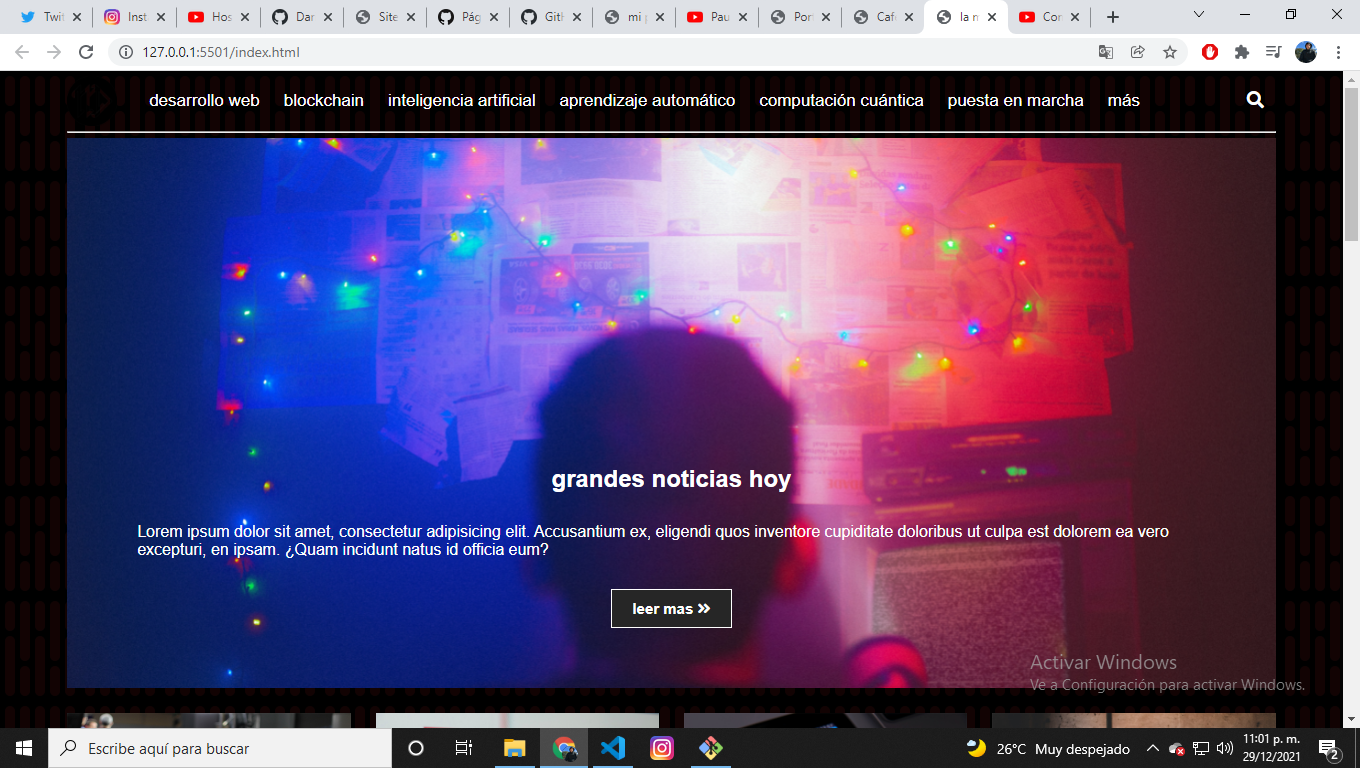 Twit
Inst
Hos
Dar
Site
Pág
Gith
mi p
Pau
Por
Caf
la n
Cor
127.0.0.1:5501/index.html
desarrollo web
blockchain
inteligencia artificial
aprendizaje automático
computación cuántica
puesta en marcha
más
grandes noticias hoy
Lorem ipsum dolor sit amet, consectetur adipisicing elit. Accusantium ex, eligendi quos inventore cupiditate doloribus ut culpa est dolorem ea vero
excepturi, en ipsam. ¿Quam incidunt natus id officia eum?
leer mas
Activar Windows
Ve a Configuración para activar Windows.
Escribe aquí para buscar
26°C Muy despejado
11:01 p. m.
29/12/2021
2